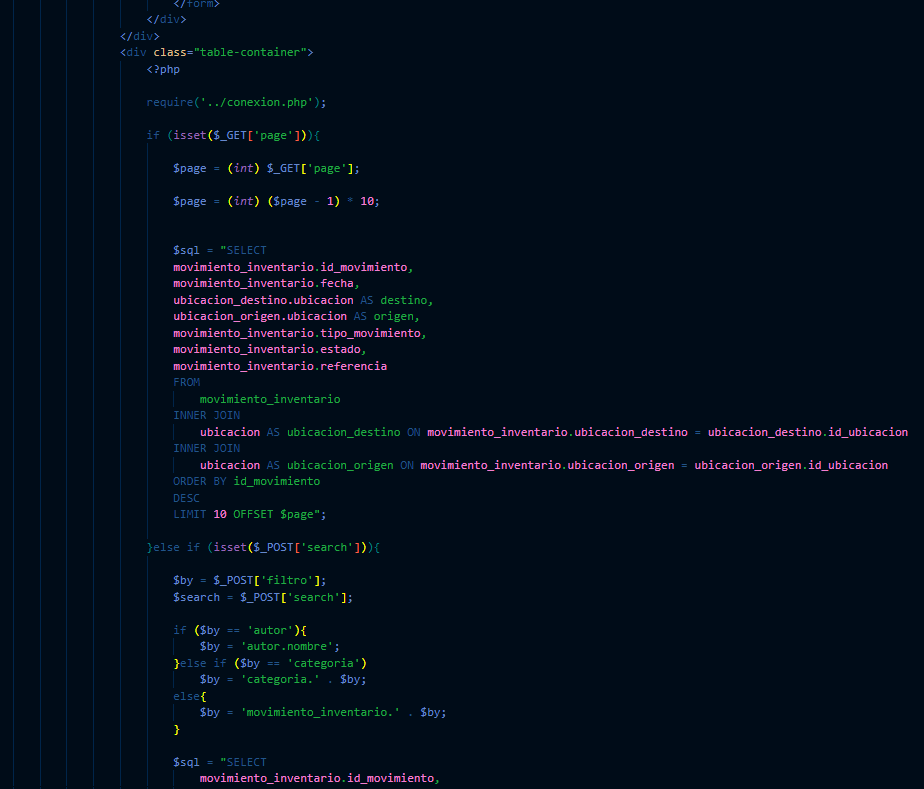 </form>
</div>
</div>
<div class="table-container">
<?php
require('../conexion.php');
if (isset($_GET['page'])){
$page = (int) $_GET['page'];
$page = (int) ($page - 1) * 10;
$sql = "SELECT
movimiento_inventario.id_movimiento,
movimiento_inventario.fecha,
ubicacion_destino.ubicacion AS destino,
ubicacion_origen.ubicacion AS origen,
movimiento_inventario.tipo_movimiento,
movimiento_inventario.estado,
movimiento_inventario.referencia
FROM
movimiento_inventario
INNER JOIN
ubicacion AS ubicacion_destino ON movimiento_inventario.ubicacion_destino = ubicacion_destino.id_ubicacion
INNER JOIN
ubicacion AS ubicacion_origen ON movimiento_inventario.ubicacion_origen = ubicacion_origen.id_ubicacion
ORDER BY id_movimiento
DESC
LIMIT 10 OFFSET $page";
}else if (isset($_POST['search'])){
$by = $_POST['filtro'];
$search = $_POST['search'];
if ($by == 'autor'){
$by = 'autor.nombre';
}else if ($by == 'categoria')
$by = 'categoria.' . $by;
else{
$by = 'movimiento_inventario.' . $by;
}
$sql = "SELECT
movimiento_inventario.id_movimiento,